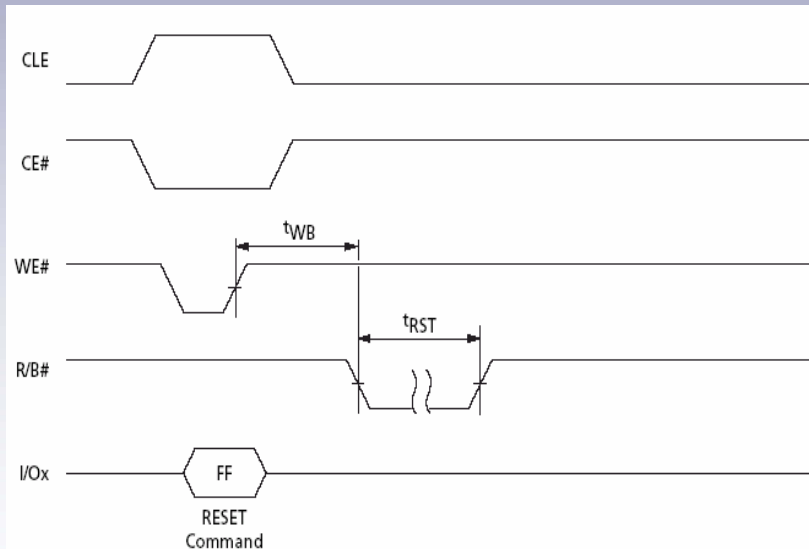 CLE
CE#
tWB
WE#
tRST
R/B#
I/Ox
FF
RESET
Command